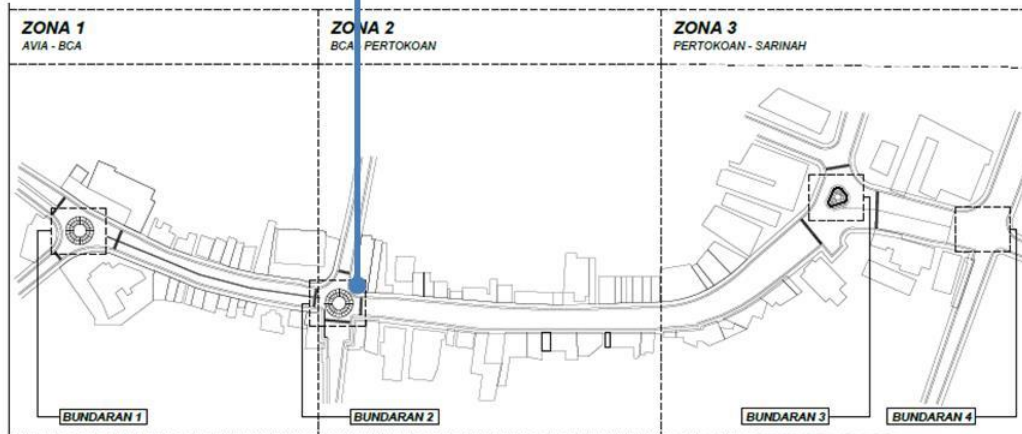 ZONA 1
AVIA - BCA
ZONA 2
BCA - PERTOKOAN
ZONA 3
PERTOKOAN - SARINAH
BUNDARAN 1
BUNDARAN 2
BUNDARAN 3
BUNDARAN 4